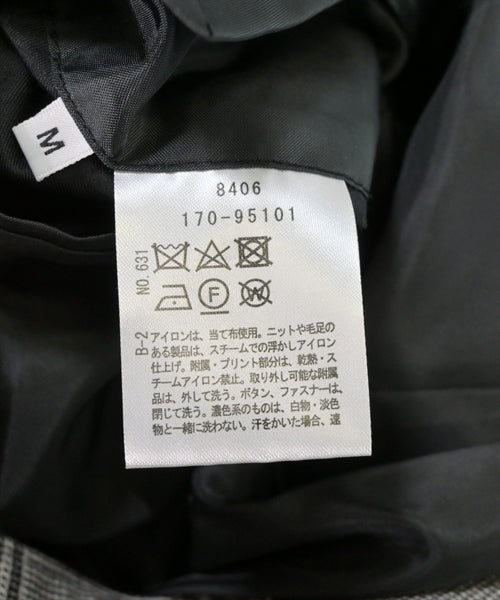 M
8406
170-95101
NO.631
F
W
B-2
アイロンは、当て布使用。ニットや毛足の
ある製品は、スチームでの浮かしアイロン
仕上げ。附属・プリント部分は、乾熱・ス
チームアイロン禁止。取り外し可能な附属
品は、外して洗う。ボタン、ファスナーは、
閉じて洗う。濃色系のものは、白物・淡色
物と一緒に洗わない。汗をかいた場合、速